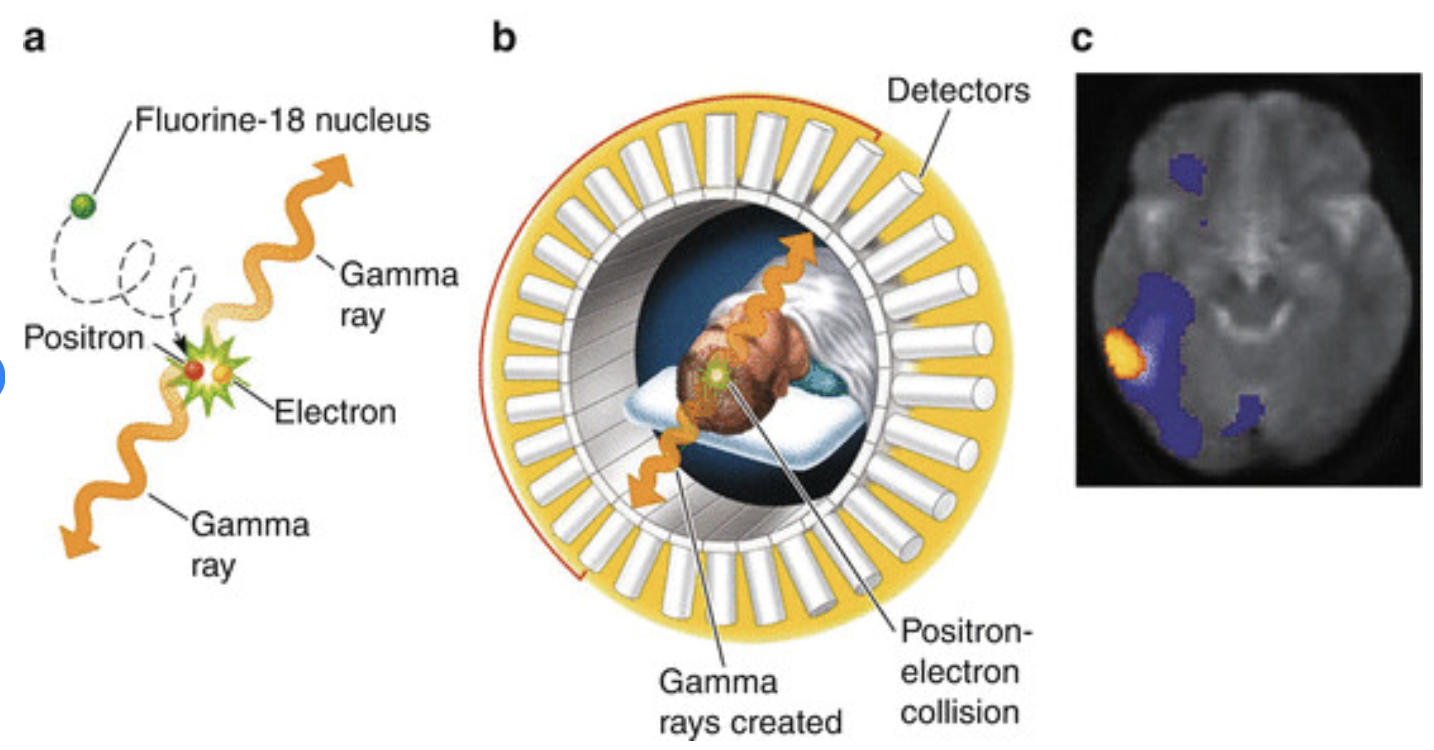 a
Fluorine-18 nucleus
Gamma
ray
Positron
Electron
Gamma
ray
b
Detectors
Positron-
electron
collision
Gamma
rays created
c